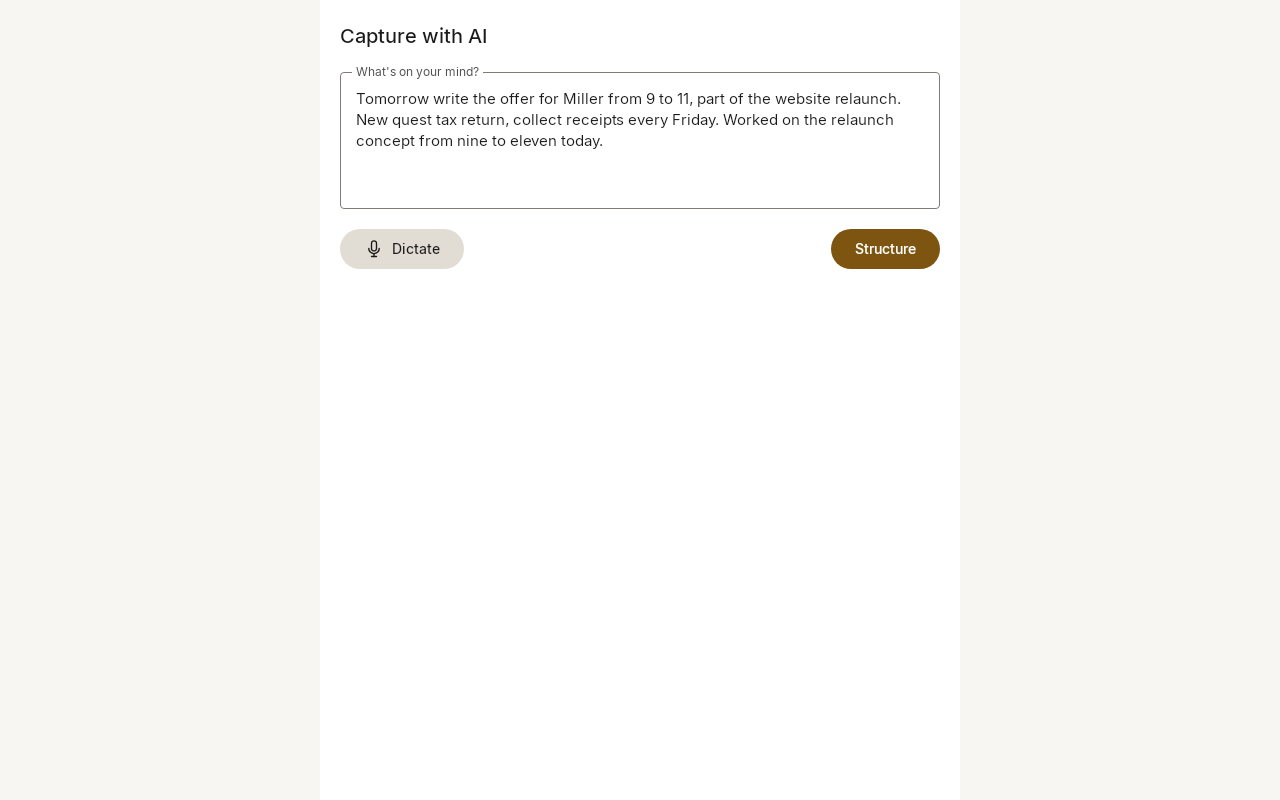 Capture with AI
What's on your mind?
Tomorrow write the offer for Miller from 9 to 11, part of the website relaunch.
New quest tax return, collect receipts every Friday. Worked on the relaunch
concept from nine to eleven today.
Dictate
Structure